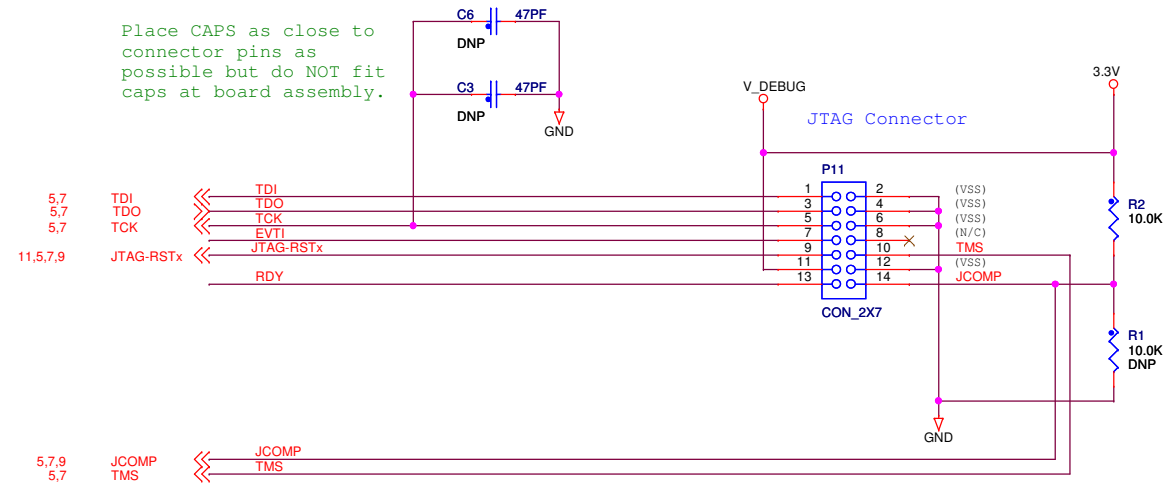 Place CAPS as close to
connector pins as
possible but do NOT fit
caps at board assembly.
C6 47PF
DNP
C3 47PF
DNP
GND
V_DEBUG
3.3V
JTAG Connector
P11
5,7 TDI TDI 1 2 (VSS)
5,7 TDO TDO 3 4 (VSS)
5,7 TCK TCK 5 6 (VSS)
EVTI 7 8 (N/C)
11,5,7,9 JTAG-RSTx JTAG-RSTx 9 10 TMS
11 12 (VSS)
RDY 13 14 JCOMP
CON_2X7
R2
10.0K
R1
10.0K
DNP
GND
5,7,9 JCOMP JCOMP
5,7 TMS TMS